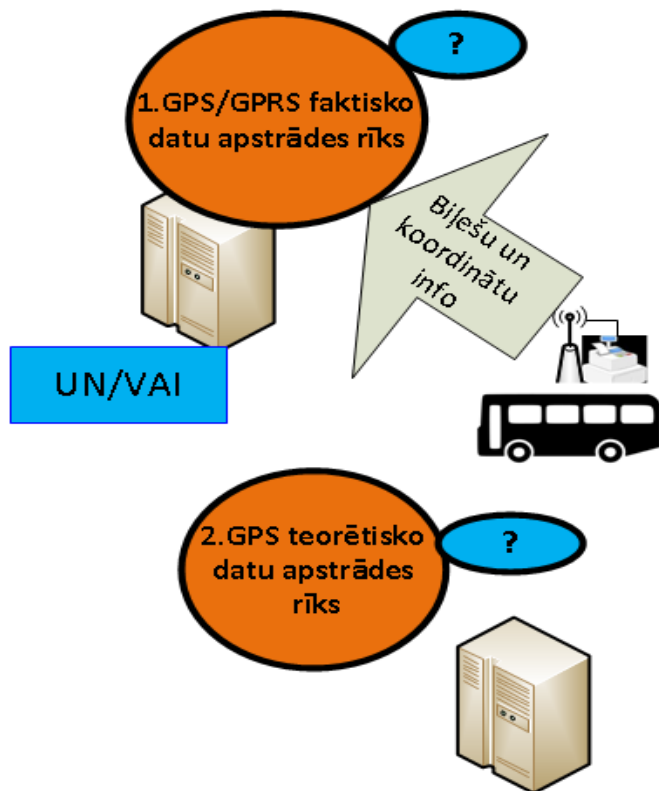 ?
1.GPS/GPRS faktisko
datu apstrādes rīks
Biļešu un
koordinātu
info
UN/VAI
2.GPS teorētisko
datu apstrādes
rīks
?